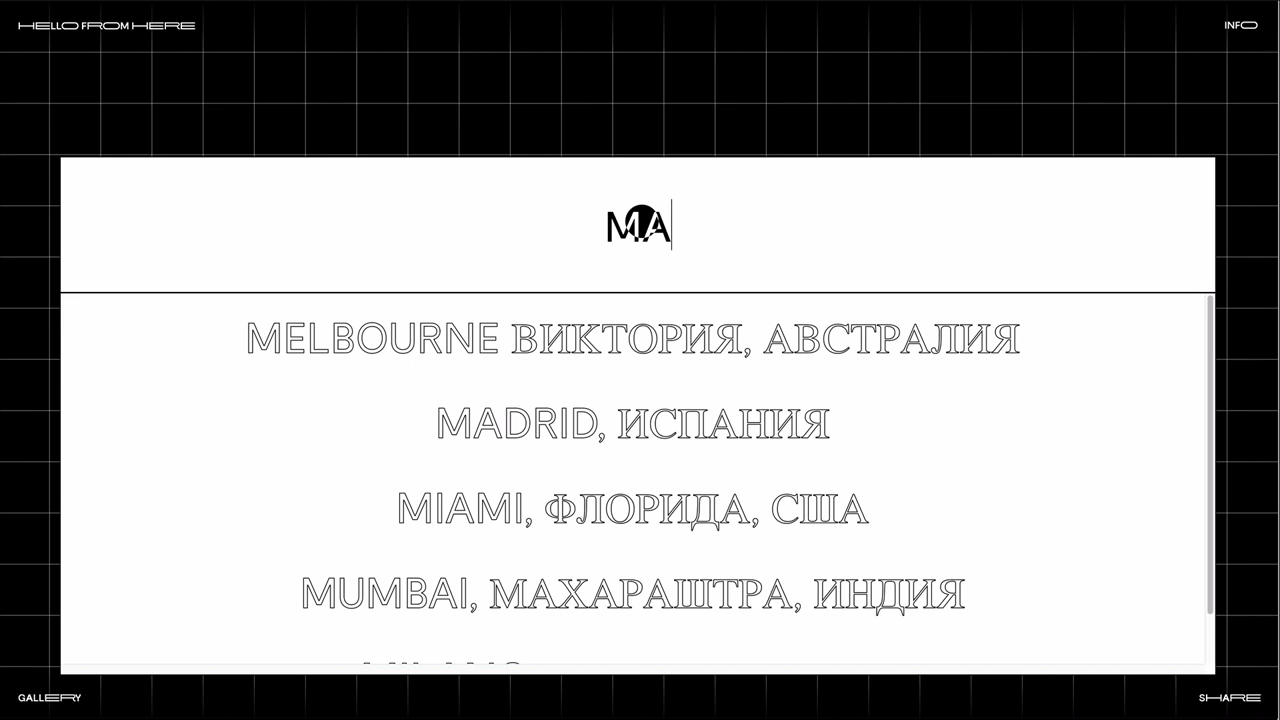 HELLO FROM HERE
INFO
MA
MELBOURNE ВИКТОРИЯ, АВСТРАЛИЯ
MADRID, ИСПАНИЯ
MIAMI, ФЛОРИДА, США
MUMBAI, МАХАРАШТРА, ИНДИЯ
GALLERY
SHARE